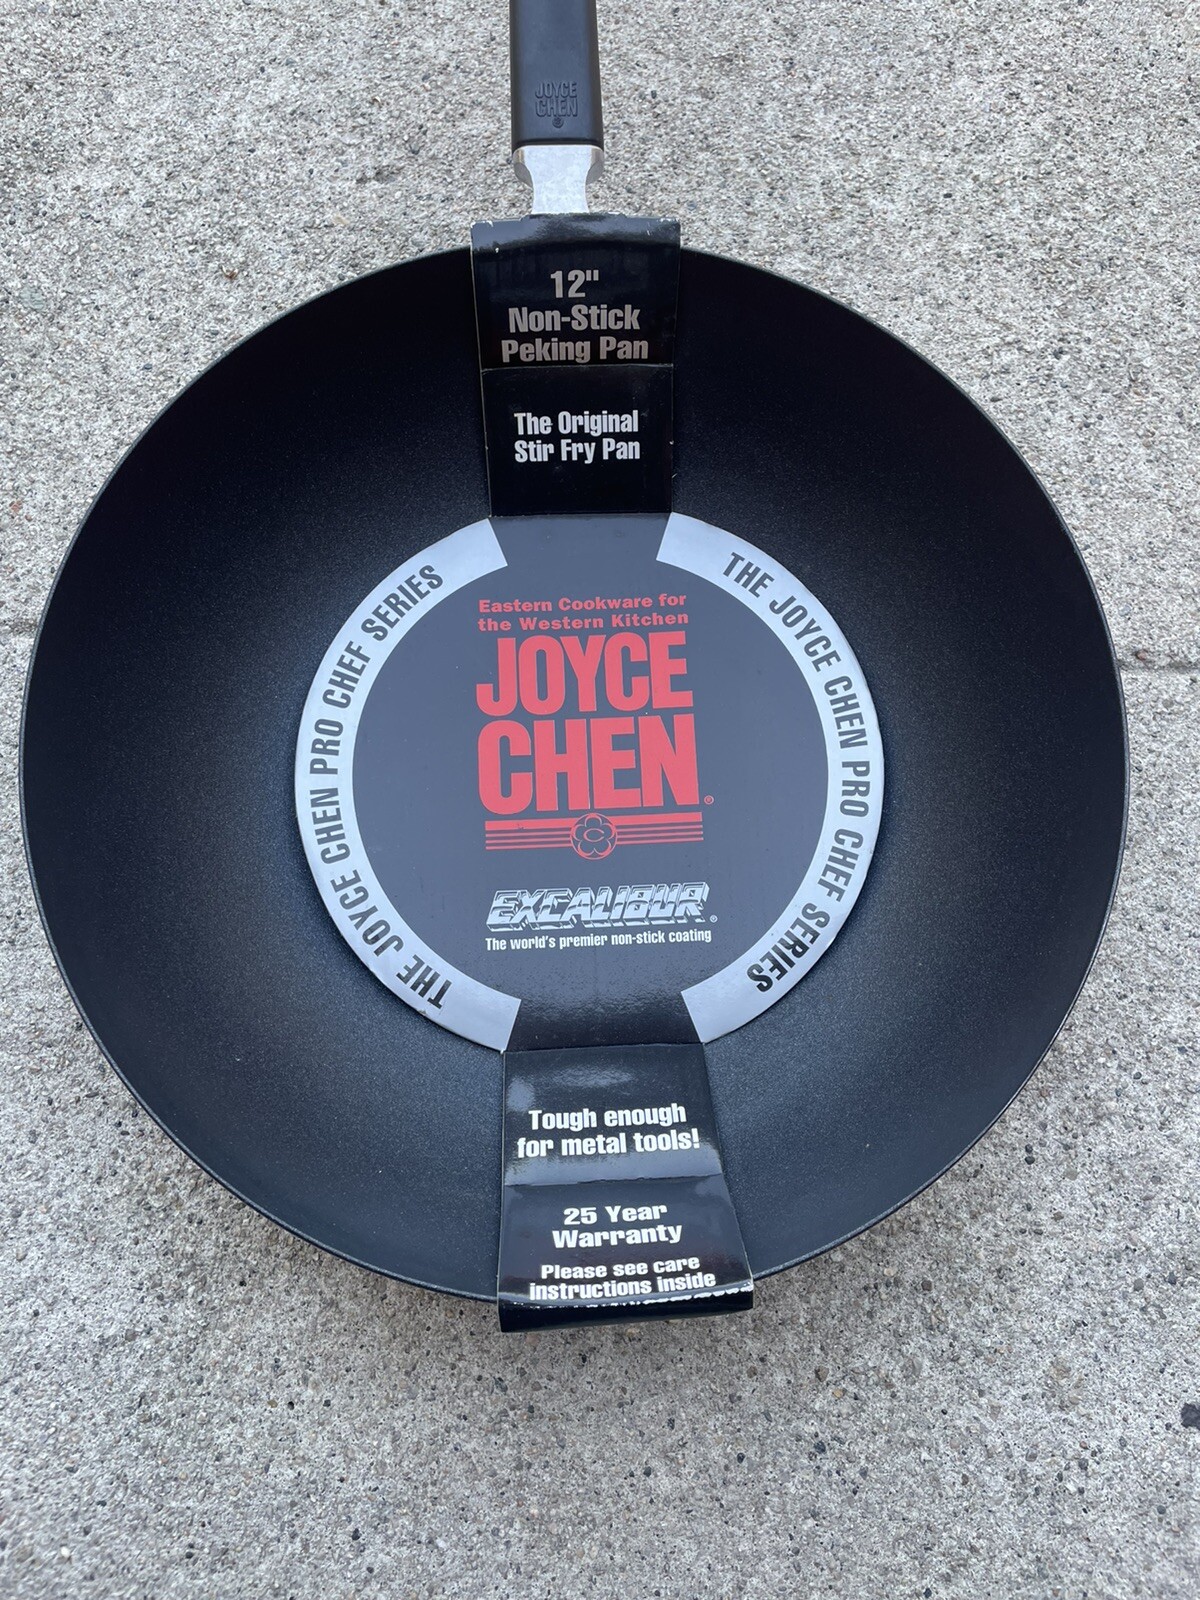 JOYCE
CHEN
®
12"
Non-Stick
Peking Pan
The Original
Stir Fry Pan
THE JOYCE CHEN PRO CHEF SERIES
THE JOYCE CHEN PRO CHEF SERIES
Eastern Cookware for
the Western Kitchen
JOYCE
CHEN®
C
EXCALIBUR®
The world's premier non-stick coating
Tough enough
for metal tools!
25 Year
Warranty
Please see care
instructions inside